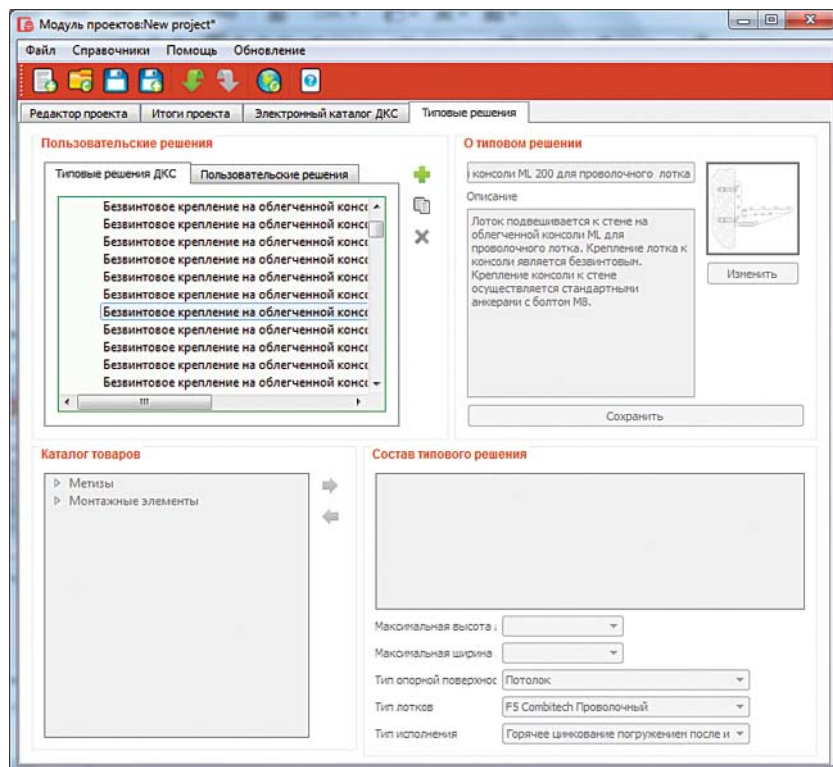 Модуль проектов:New project*
Файл Справочники Помощь Обновление
Редактор проекта Итоги проекта Электронный каталог ДКС Типовые решения
Пользовательские решения
Типовые решения ДКС Пользовательские решения
Безвинтовое крепление на облегченной конс
Безвинтовое крепление на облегченной конс
Безвинтовое крепление на облегченной конс
Безвинтовое крепление на облегченной конс
Безвинтовое крепление на облегченной конс
Безвинтовое крепление на облегченной конс
Безвинтовое крепление на облегченной конс
Безвинтовое крепление на облегченной конс
Безвинтовое крепление на облегченной конс
Безвинтовое крепление на облегченной конс
Безвинтовое крепление на облегченной конс
О типовом решении
консоли ML 200 для проволочного лотка
Описание
Лоток подвешивается к стене на
облегченной консоли ML для
проволочного лотка. Крепление лотка к
консоли является безвинтовым.
Крепление консоли к стене
осуществляется стандартными
анкерами с болтом М8.
Изменить
Сохранить
Каталог товаров
Метизы
Монтажные элементы
Состав типового решения
Максимальная высота
Максимальная ширина
Тип опорной поверхнос Потолок
Тип лотков F5 Combitech Проволочный
Тип исполнения Горячее цинкование погружением после и